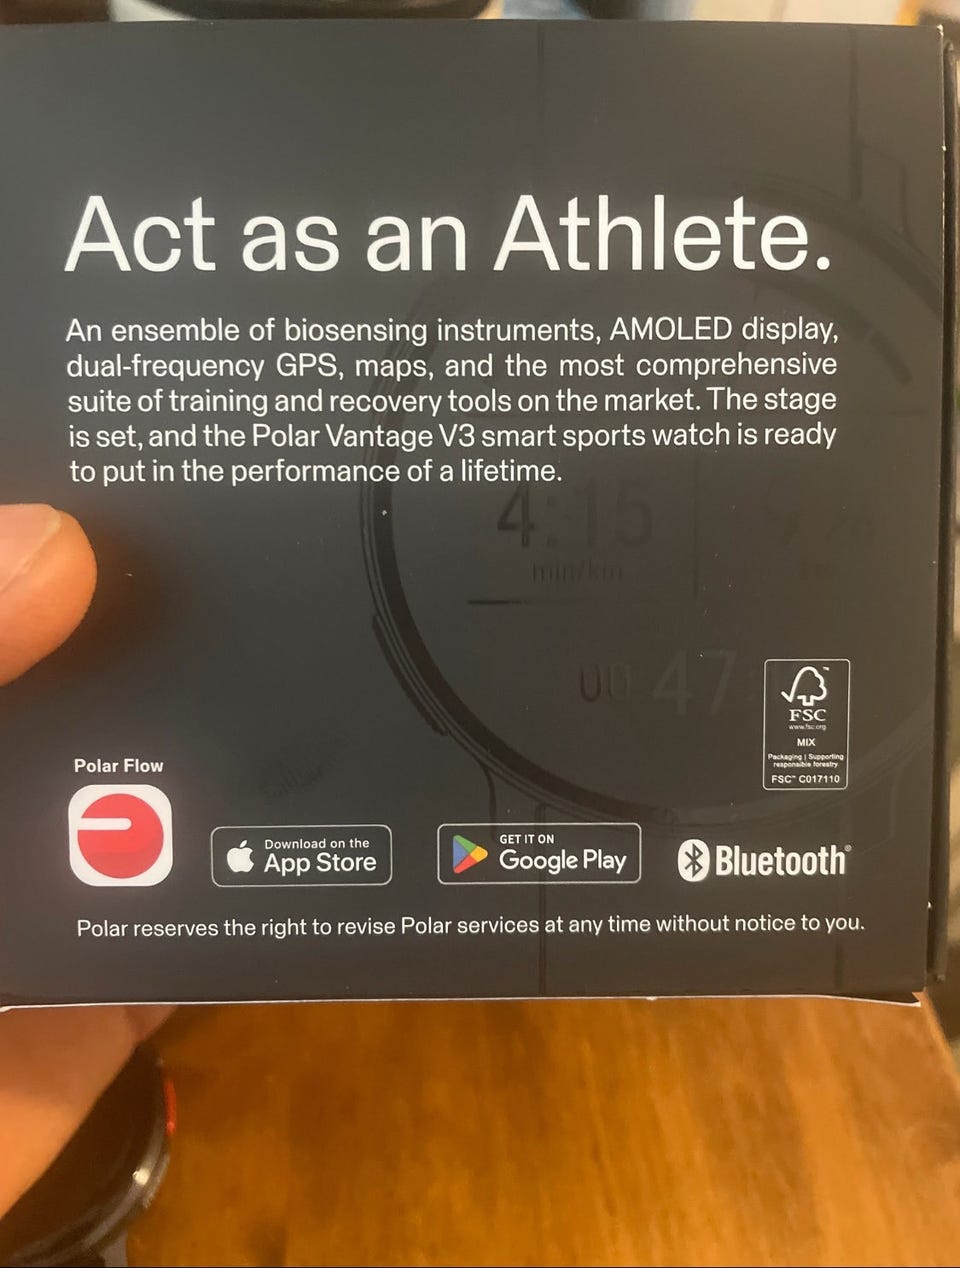 Act as an Athlete.
An ensemble of biosensing instruments, AMOLED display,
dual-frequency GPS, maps, and the most comprehensive
suite of training and recovery tools on the market. The stage
is set, and the Polar Vantage V3 smart sports watch is ready
to put in the performance of a lifetime.
4:15
min/km
00 47
FSC
www.fsc.org
MIX
Packaging | Supporting
responsible forestry
FSC™ C017110
Polar Flow
Download on the
App Store
GET IT ON
Google Play
Bluetooth®
Polar reserves the right to revise Polar services at any time without notice to you.